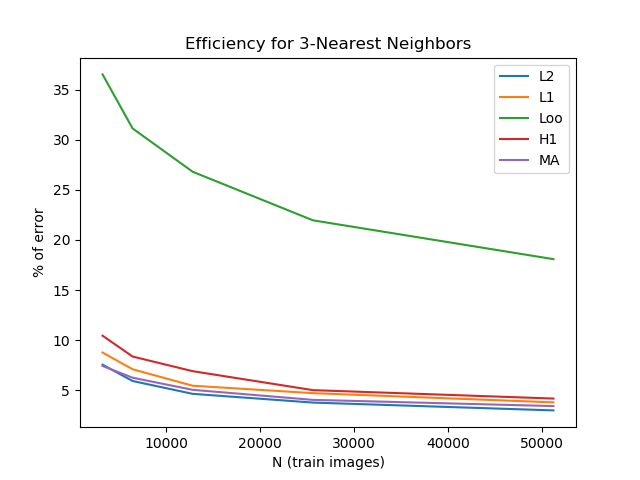 Efficiency for 3-Nearest Neighbors
L2
L1
Loo
H1
MA
% of error
35
30
25
20
15
10
5
10000
20000
30000
40000
50000
N (train images)